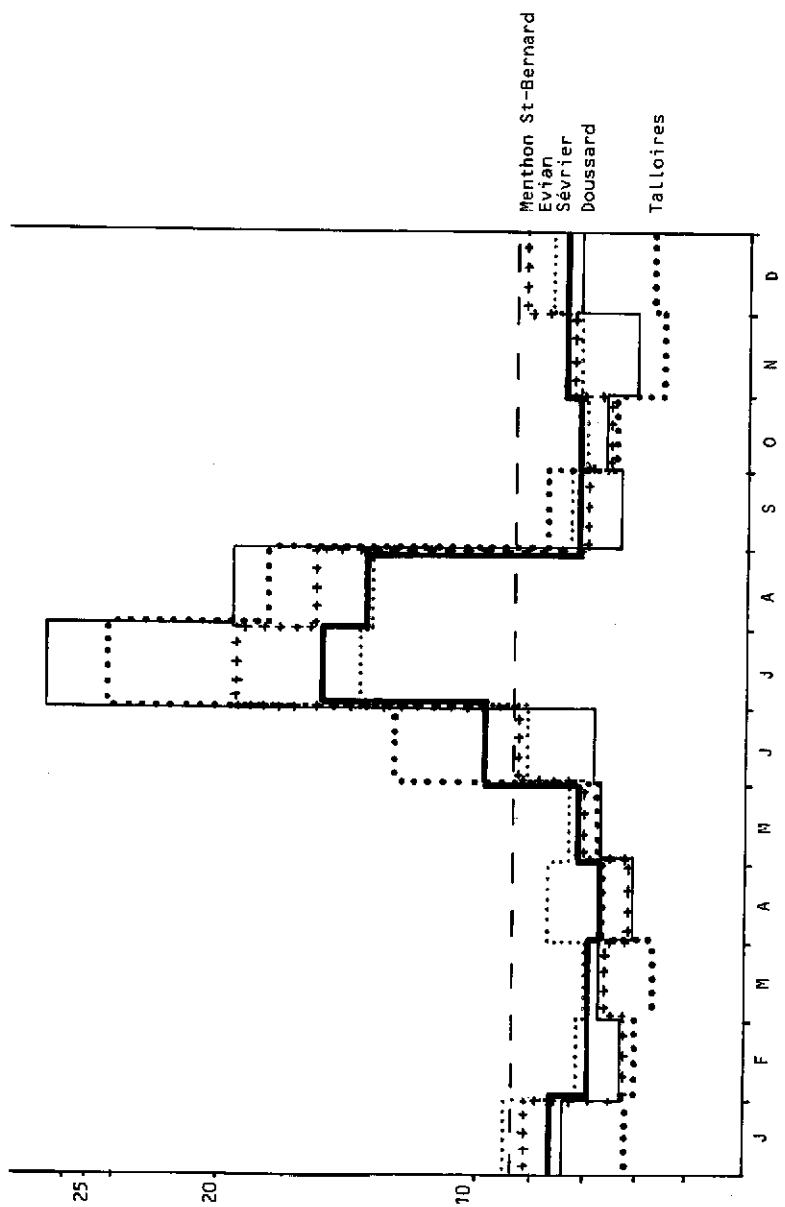 25
20
10
J F M A M J J A S O N D
Menthon St-Bernard
Evian
Sévrier
Doussard
Talloires